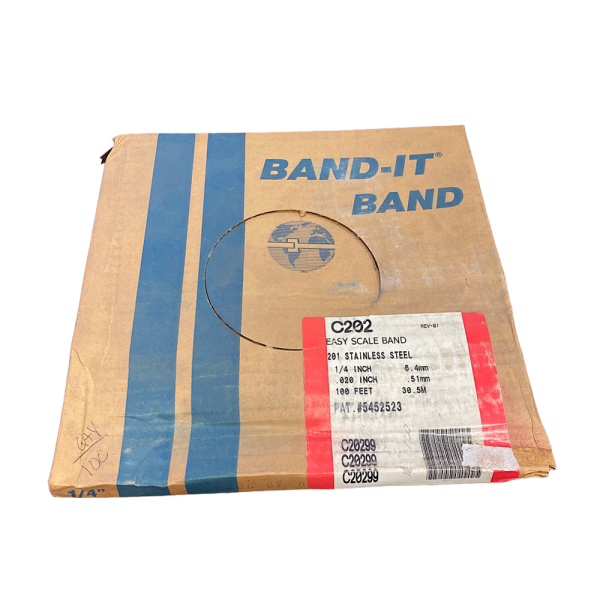 BAND-IT®
BAND
C202 REV-B1
EASY SCALE BAND
201 STAINLESS STEEL
1/4 INCH 6.4mm
.020 INCH .51mm
100 FEET 30.5M
PAT.#5452523
C20299
C20299
C20299
10C
1/4"